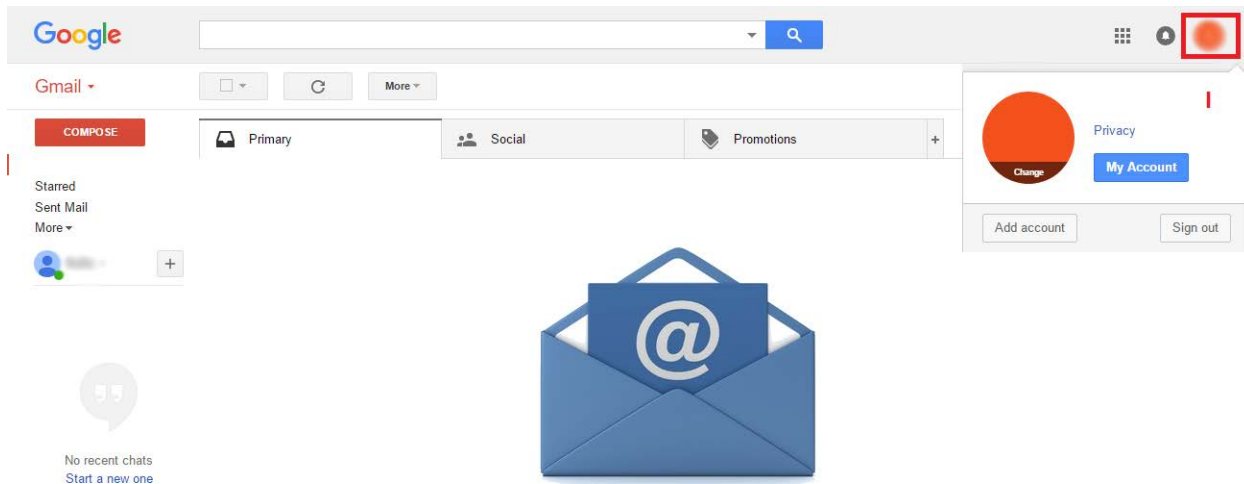 Google
Gmail
More
COMPOSE
Primary
Social
Promotions
+
Privacy
Change
My Account
Add account
Sign out
Starred
Sent Mail
More
+
@
No recent chats
Start a new one